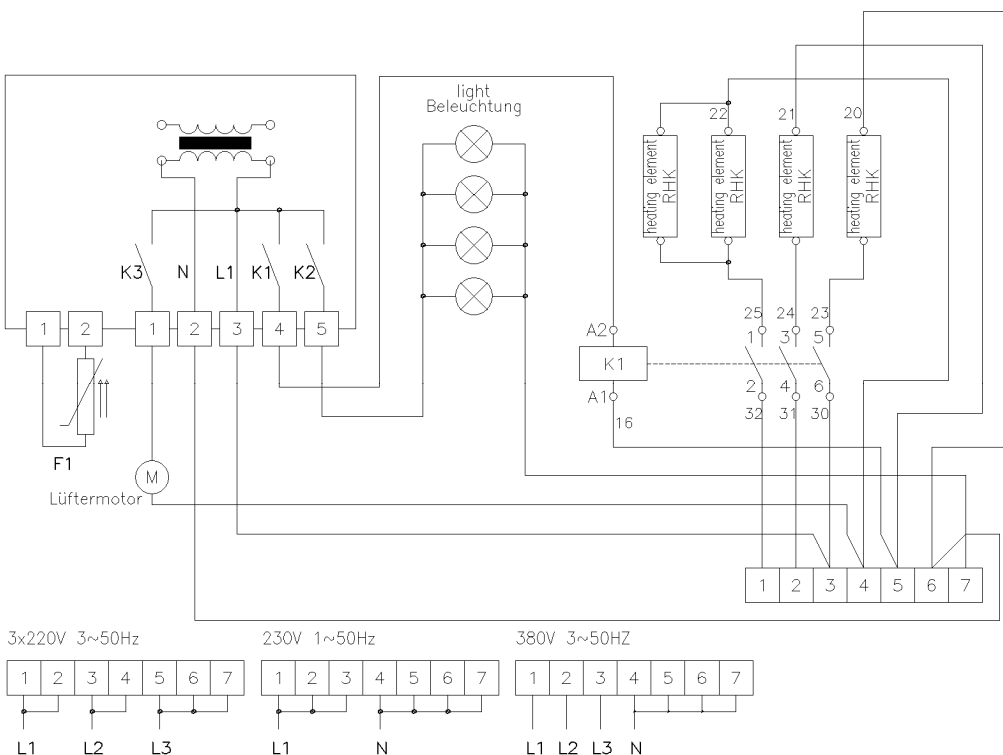 light
Beleuchtung
22 21 20
heating element
RHK
heating element
RHK
heating element
RHK
heating element
RHK
K3 N L1 K1 K2
1 2 1 2 3 4 5
25 24 23
A2 1 3 5
K1
A1 2 4 6
16 32 31 30
F1
M
Lüftermotor
1 2 3 4 5 6 7
3x220V 3~50Hz
1 2 3 4 5 6 7
L1 L2 L3
230V 1~50Hz
1 2 3 4 5 6 7
L1 N
380V 3~50HZ
1 2 3 4 5 6 7
L1 L2 L3 N